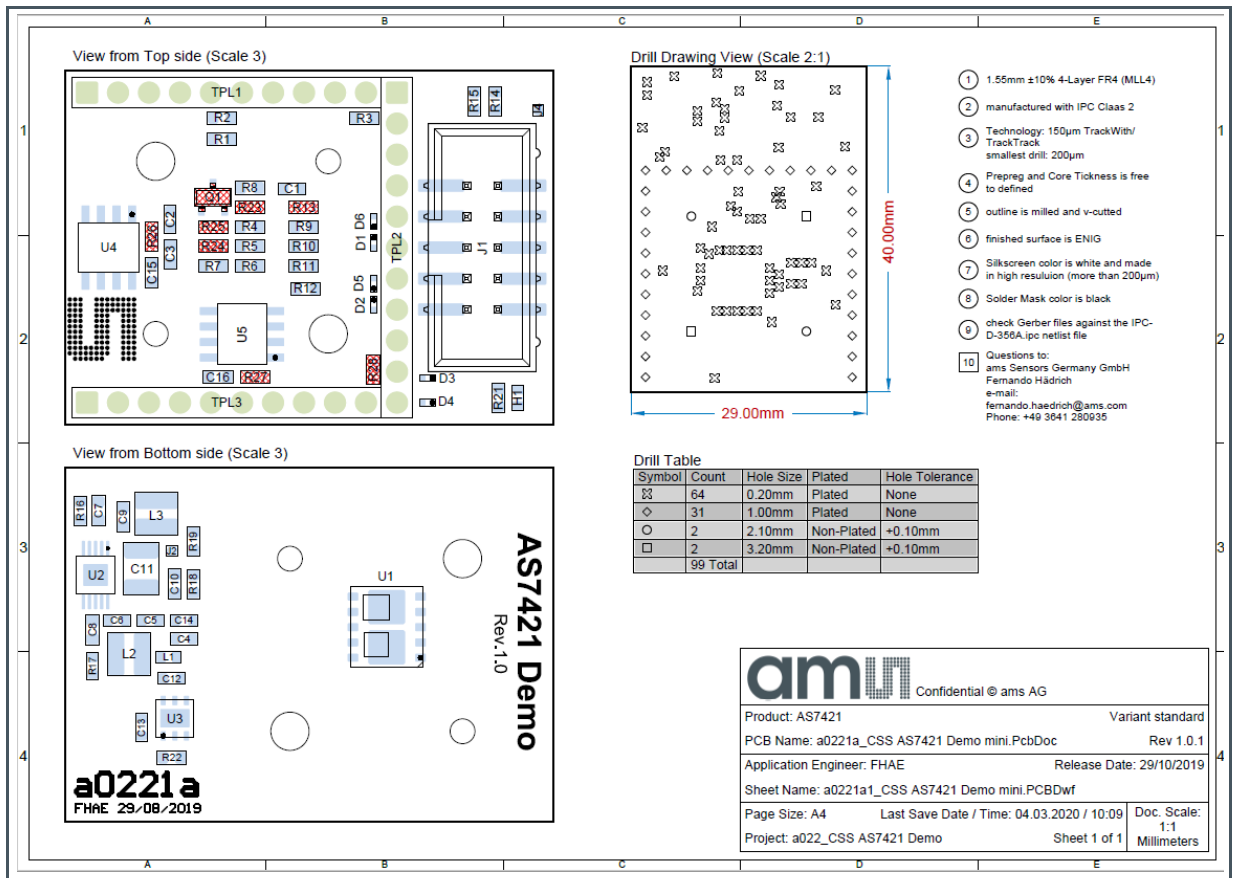 A B C D E
View from Top side (Scale 3)
TPL1
R2
R3
R1
R15
R14
J4
R8
C1
Q1
R23
R13
C2
R26
R25
R4
R9
D1 D6
U4
C3
R24
R5
R10
TPL2
J1
C15
R7
R6
R11
R12
D2 D5
U5
R28
C16
R27
D3
TPL3
D4
R21
H1
Drill Drawing View (Scale 2:1)
40.00mm
29.00mm
1 1.55mm ±10% 4-Layer FR4 (MLL4)
2 manufactured with IPC Claas 2
3 Technology: 150µm TrackWith/
TrackTrack
smallest drill: 200µm
4 Prepreg and Core Tickness is free
to defined
5 outline is milled and v-cutted
6 finished surface is ENIG
7 Silkscreen color is white and made
in high resuluion (more than 200µm)
8 Solder Mask color is black
9 check Gerber files against the IPC-
D-356A.ipc netlist file
10 Questions to:
ams Sensors Germany GmbH
Fernando Hädrich
e-mail:
fernando.haedrich@ams.com
Phone: +49 3641 280935
1
1
2
2
3
3
4
4
View from Bottom side (Scale 3)
R16
C7
C9
L3
R19
J2
U2
C11
C10
R18
C8
C6
C5
C14
C4
R17
L2
L1
C12
C13
U3
R22
U1
AS7421 Demo
Rev.1.0
a0221a
FHAE 29/08/2019
Drill Table
Symbol Count Hole Size Plated Hole Tolerance
64 0.20mm Plated None
31 1.00mm Plated None
2 2.10mm Non-Plated +0.10mm
2 3.20mm Non-Plated +0.10mm
99 Total
am Confidential © ams AG
Product: AS7421 Variant standard
PCB Name: a0221a_CSS AS7421 Demo mini.PcbDoc Rev 1.0.1
Application Engineer: FHAE Release Date: 29/10/2019
Sheet Name: a0221a1_CSS AS7421 Demo mini.PCBDwf
Page Size: A4 Last Save Date / Time: 04.03.2020 / 10:09 Doc. Scale:
1:1
Project: a022_CSS AS7421 Demo Sheet 1 of 1 Millimeters
A B C D E